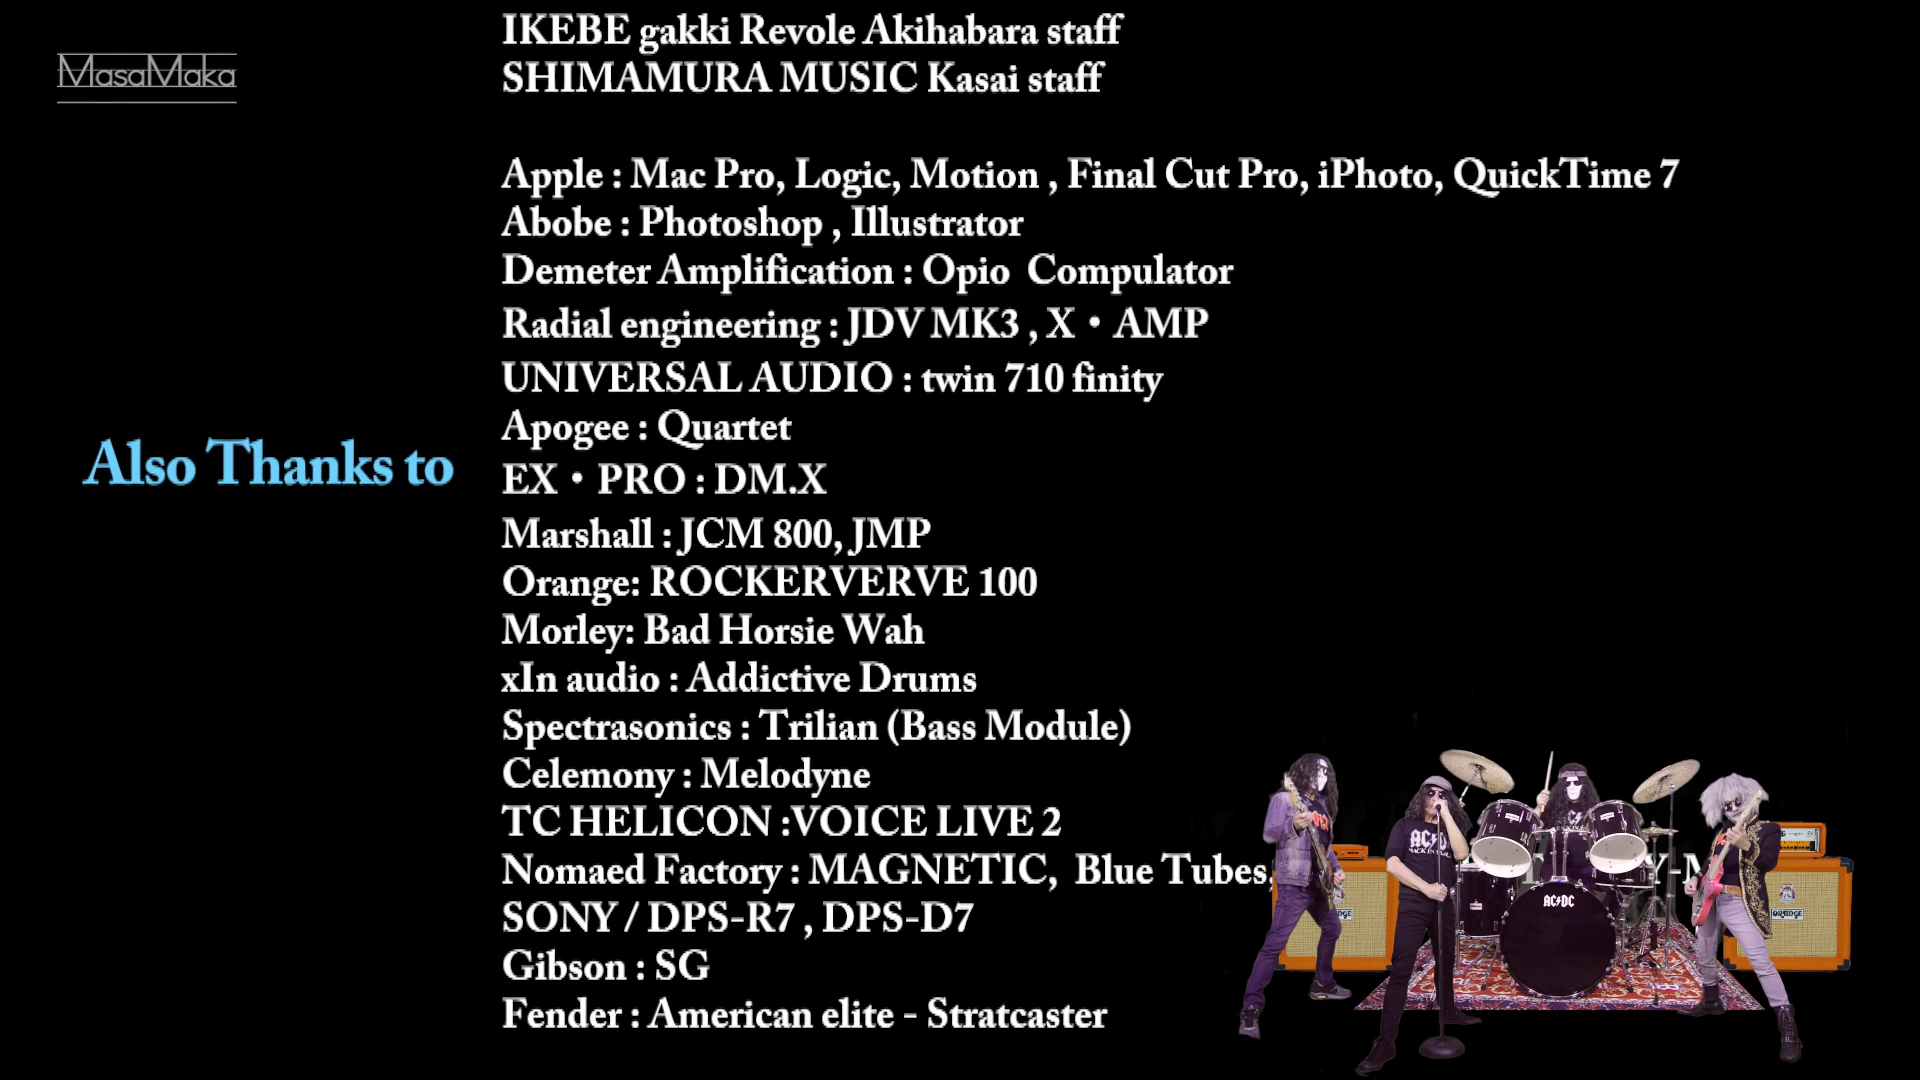 MasaMaka
IKEBE gakki Revole Akihabara staff
SHIMAMURA MUSIC Kasai staff
Apple : Mac Pro, Logic, Motion , Final Cut Pro, iPhoto, QuickTime 7
Abobe : Photoshop , Illustrator
Demeter Amplification : Opio Compulator
Radial engineering : JDV MK3 , X・AMP
UNIVERSAL AUDIO : twin 710 finity
Apogee : Quartet
Also Thanks to
EX・PRO : DM.X
Marshall : JCM 800, JMP
Orange: ROCKERVERVE 100
Morley: Bad Horsie Wah
xIn audio : Addictive Drums
Spectrasonics : Trilian (Bass Module)
Celemony : Melodyne
TC HELICON :VOICE LIVE 2
Nomaed Factory : MAGNETIC, Blue Tubes,
SONY / DPS-R7 , DPS-D7
Gibson : SG
Fender : American elite - Stratcaster
AC/DC
AC/DC
ORANGE